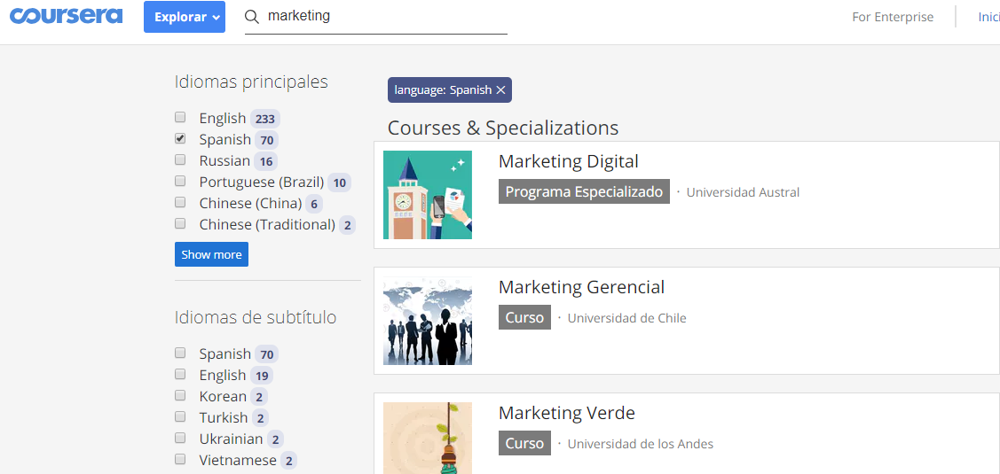 coursera
Explorar
marketing
For Enterprise
Inici
Idiomas principales
English 233
Spanish 70
Russian 16
Portuguese (Brazil) 10
Chinese (China) 6
Chinese (Traditional) 2
Show more
Idiomas de subtítulo
Spanish 70
English 19
Korean 2
Turkish 2
Ukrainian 2
Vietnamese 2
language: Spanish ×
Courses & Specializations
Marketing Digital
Programa Especializado · Universidad Austral
Marketing Gerencial
Curso · Universidad de Chile
Marketing Verde
Curso · Universidad de los Andes